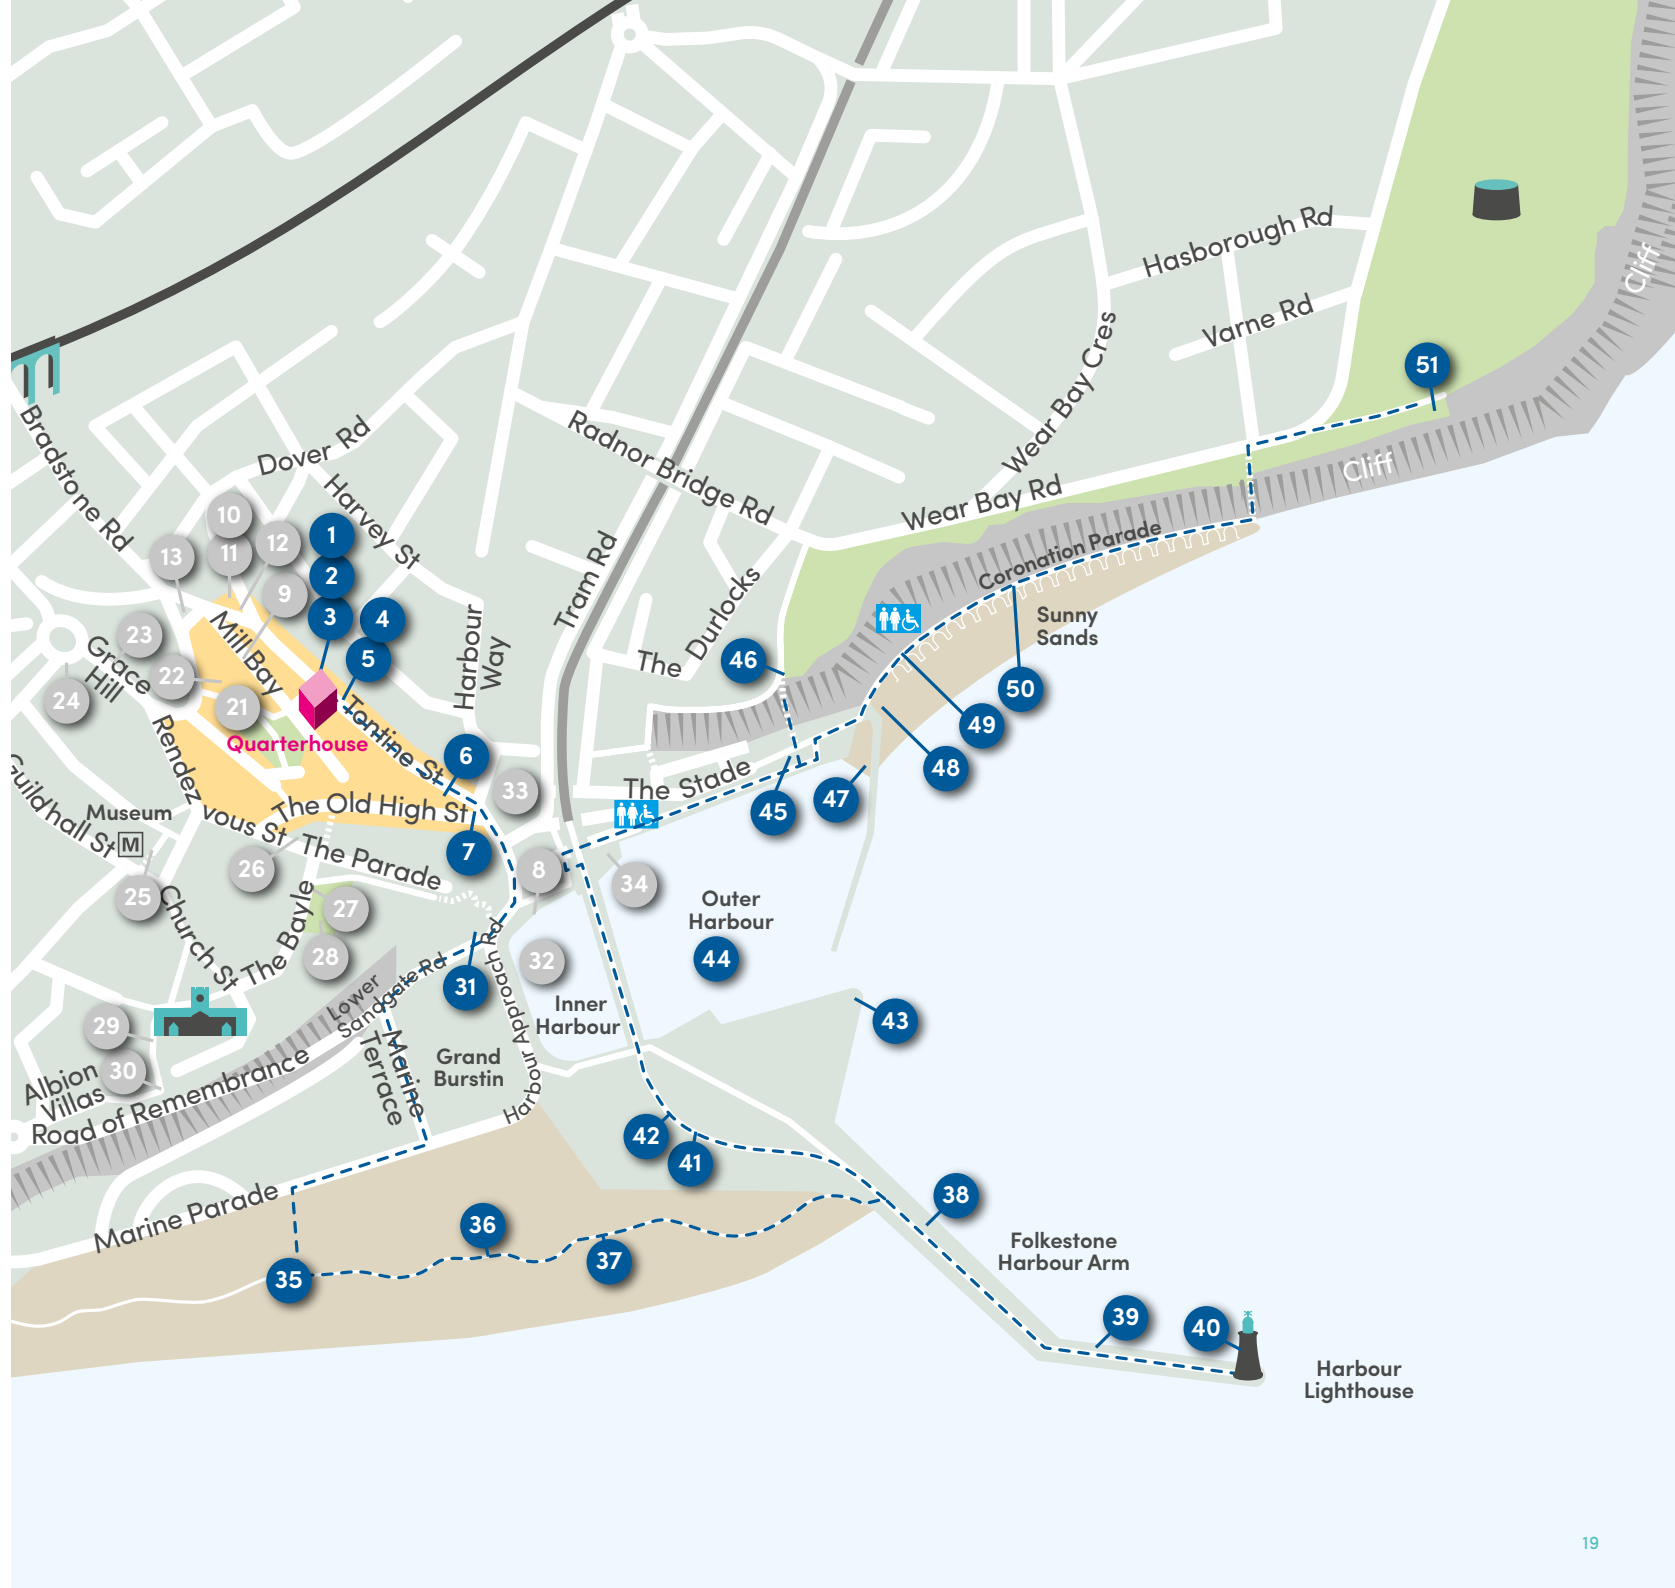 Hasborough Rd
Cliff
Varne Rd
Wear Bay Cres
51
Bradstone Rd
Dover Rd
Radnor Bridge Rd
Cliff
Harvey St
Wear Bay Rd
10
1
13
11
12
Coronation Parade
2
9
Tram Rd
3
4
The Durlocks
Sunny
Sands
23
Mill Bay
Harbour
Way
Grace
Hill
5
46
22
50
24
21
49
Tontine St
Quarterhouse
6
48
Rendez vous St
33
The Stade
47
Guildhall St
Museum
M
The Old High St
45
7
The Parade
26
8
34
25
Church St
The Bayle
27
Outer
Harbour
28
44
32
31
Lower
Sandgate Rd
Harbour Approach Rd
Inner
Harbour
43
29
Marine
Terrace
Grand
Burstin
30
Albion
Villas
Road of Remembrance
42
41
38
Marine Parade
36
Folkestone
Harbour Arm
37
35
39
40
Harbour
Lighthouse
19